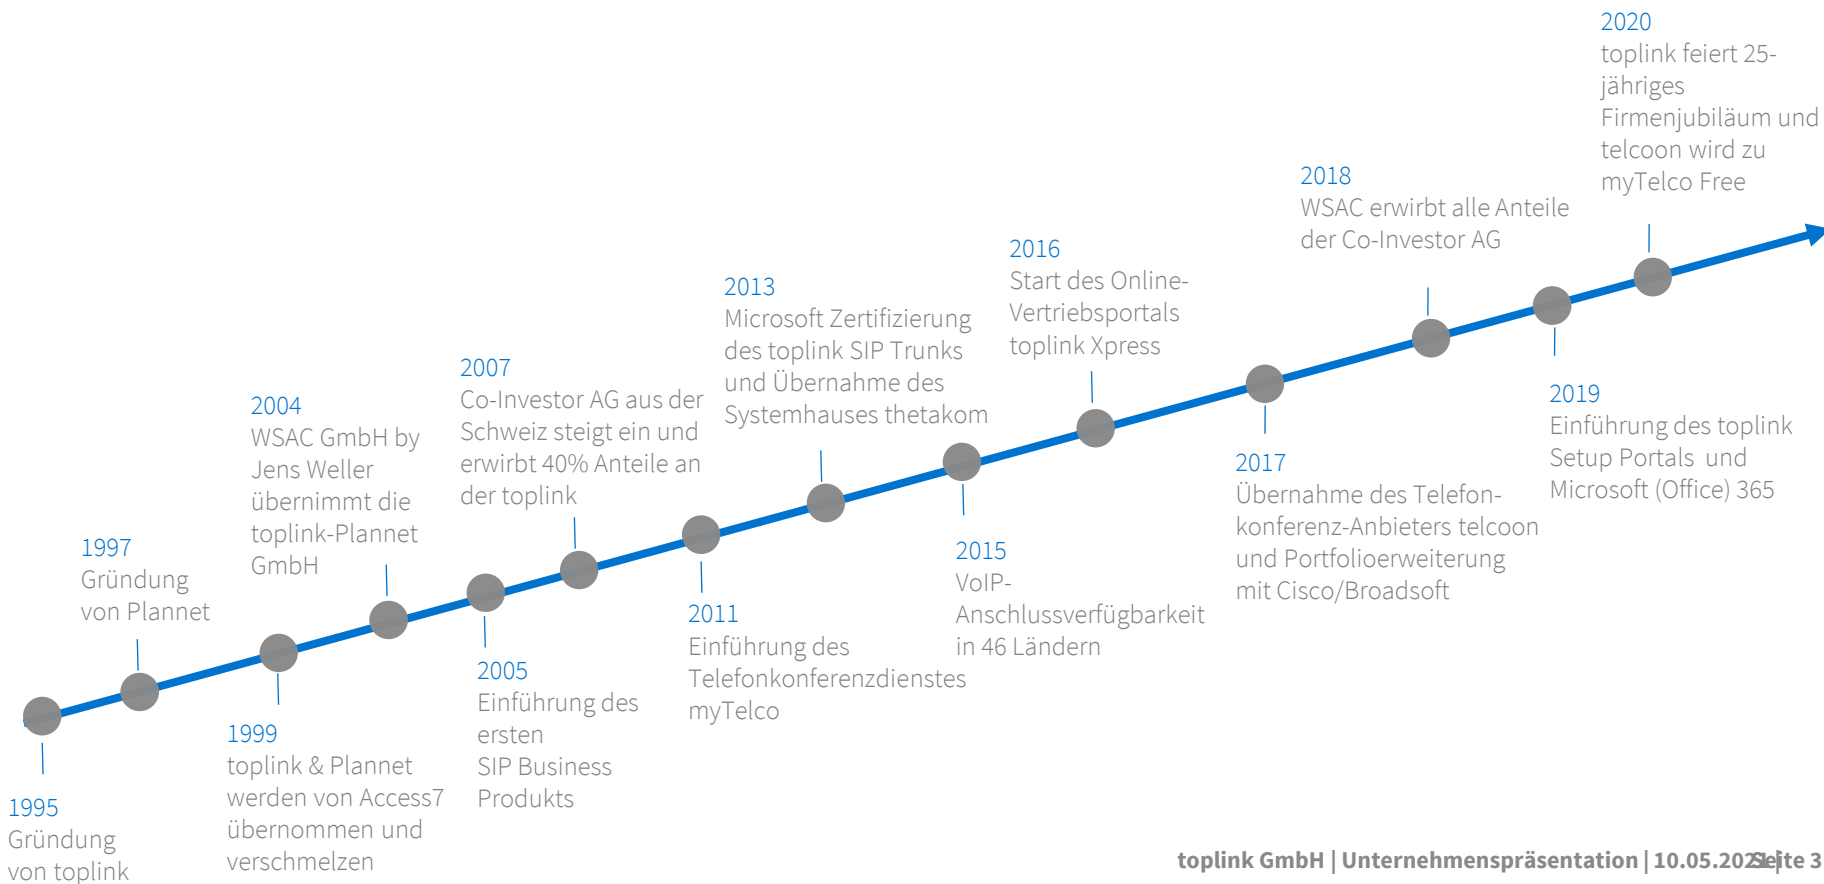 1995
Gründung
von toplink
1997
Gründung
von Plannet
1999
toplink & Plannet
werden von Access7
übernommen und
verschmelzen
2004
WSAC GmbH by
Jens Weller
übernimmt die
toplink-Plannet
GmbH
2005
Einführung des
ersten
SIP Business
Produkts
2007
Co-Investor AG aus der
Schweiz steigt ein und
erwirbt 40% Anteile an
der toplink
2011
Einführung des
Telefonkonferenzdienstes
myTelco
2013
Microsoft Zertifizierung
des toplink SIP Trunks
und Übernahme des
Systemhauses thetakom
2015
VoIP-
Anschlussverfügbarkeit
in 46 Ländern
2016
Start des Online-
Vertriebsportals
toplink Xpress
2017
Übernahme des Telefon-
konferenz-Anbieters telcoon
und Portfolioerweiterung
mit Cisco/Broadsoft
2018
WSAC erwirbt alle Anteile
der Co-Investor AG
2019
Einführung des toplink
Setup Portals und
Microsoft (Office) 365
2020
toplink feiert 25-
jähriges
Firmenjubiläum und
telcoon wird zu
myTelco Free
toplink GmbH | Unternehmenspräsentation | 10.05.2021 | Seite 3